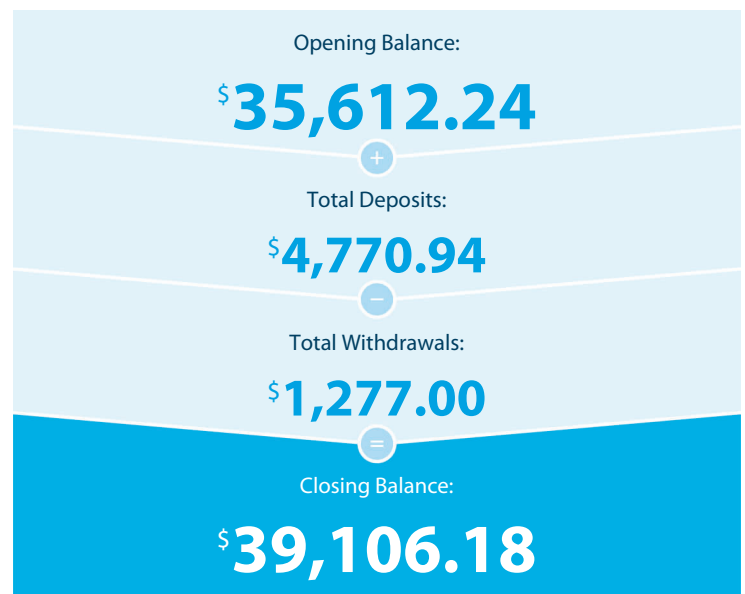 Opening Balance:
$35,612.24
+
Total Deposits:
$4,770.94
−
Total Withdrawals:
$1,277.00
=
Closing Balance:
$39,106.18